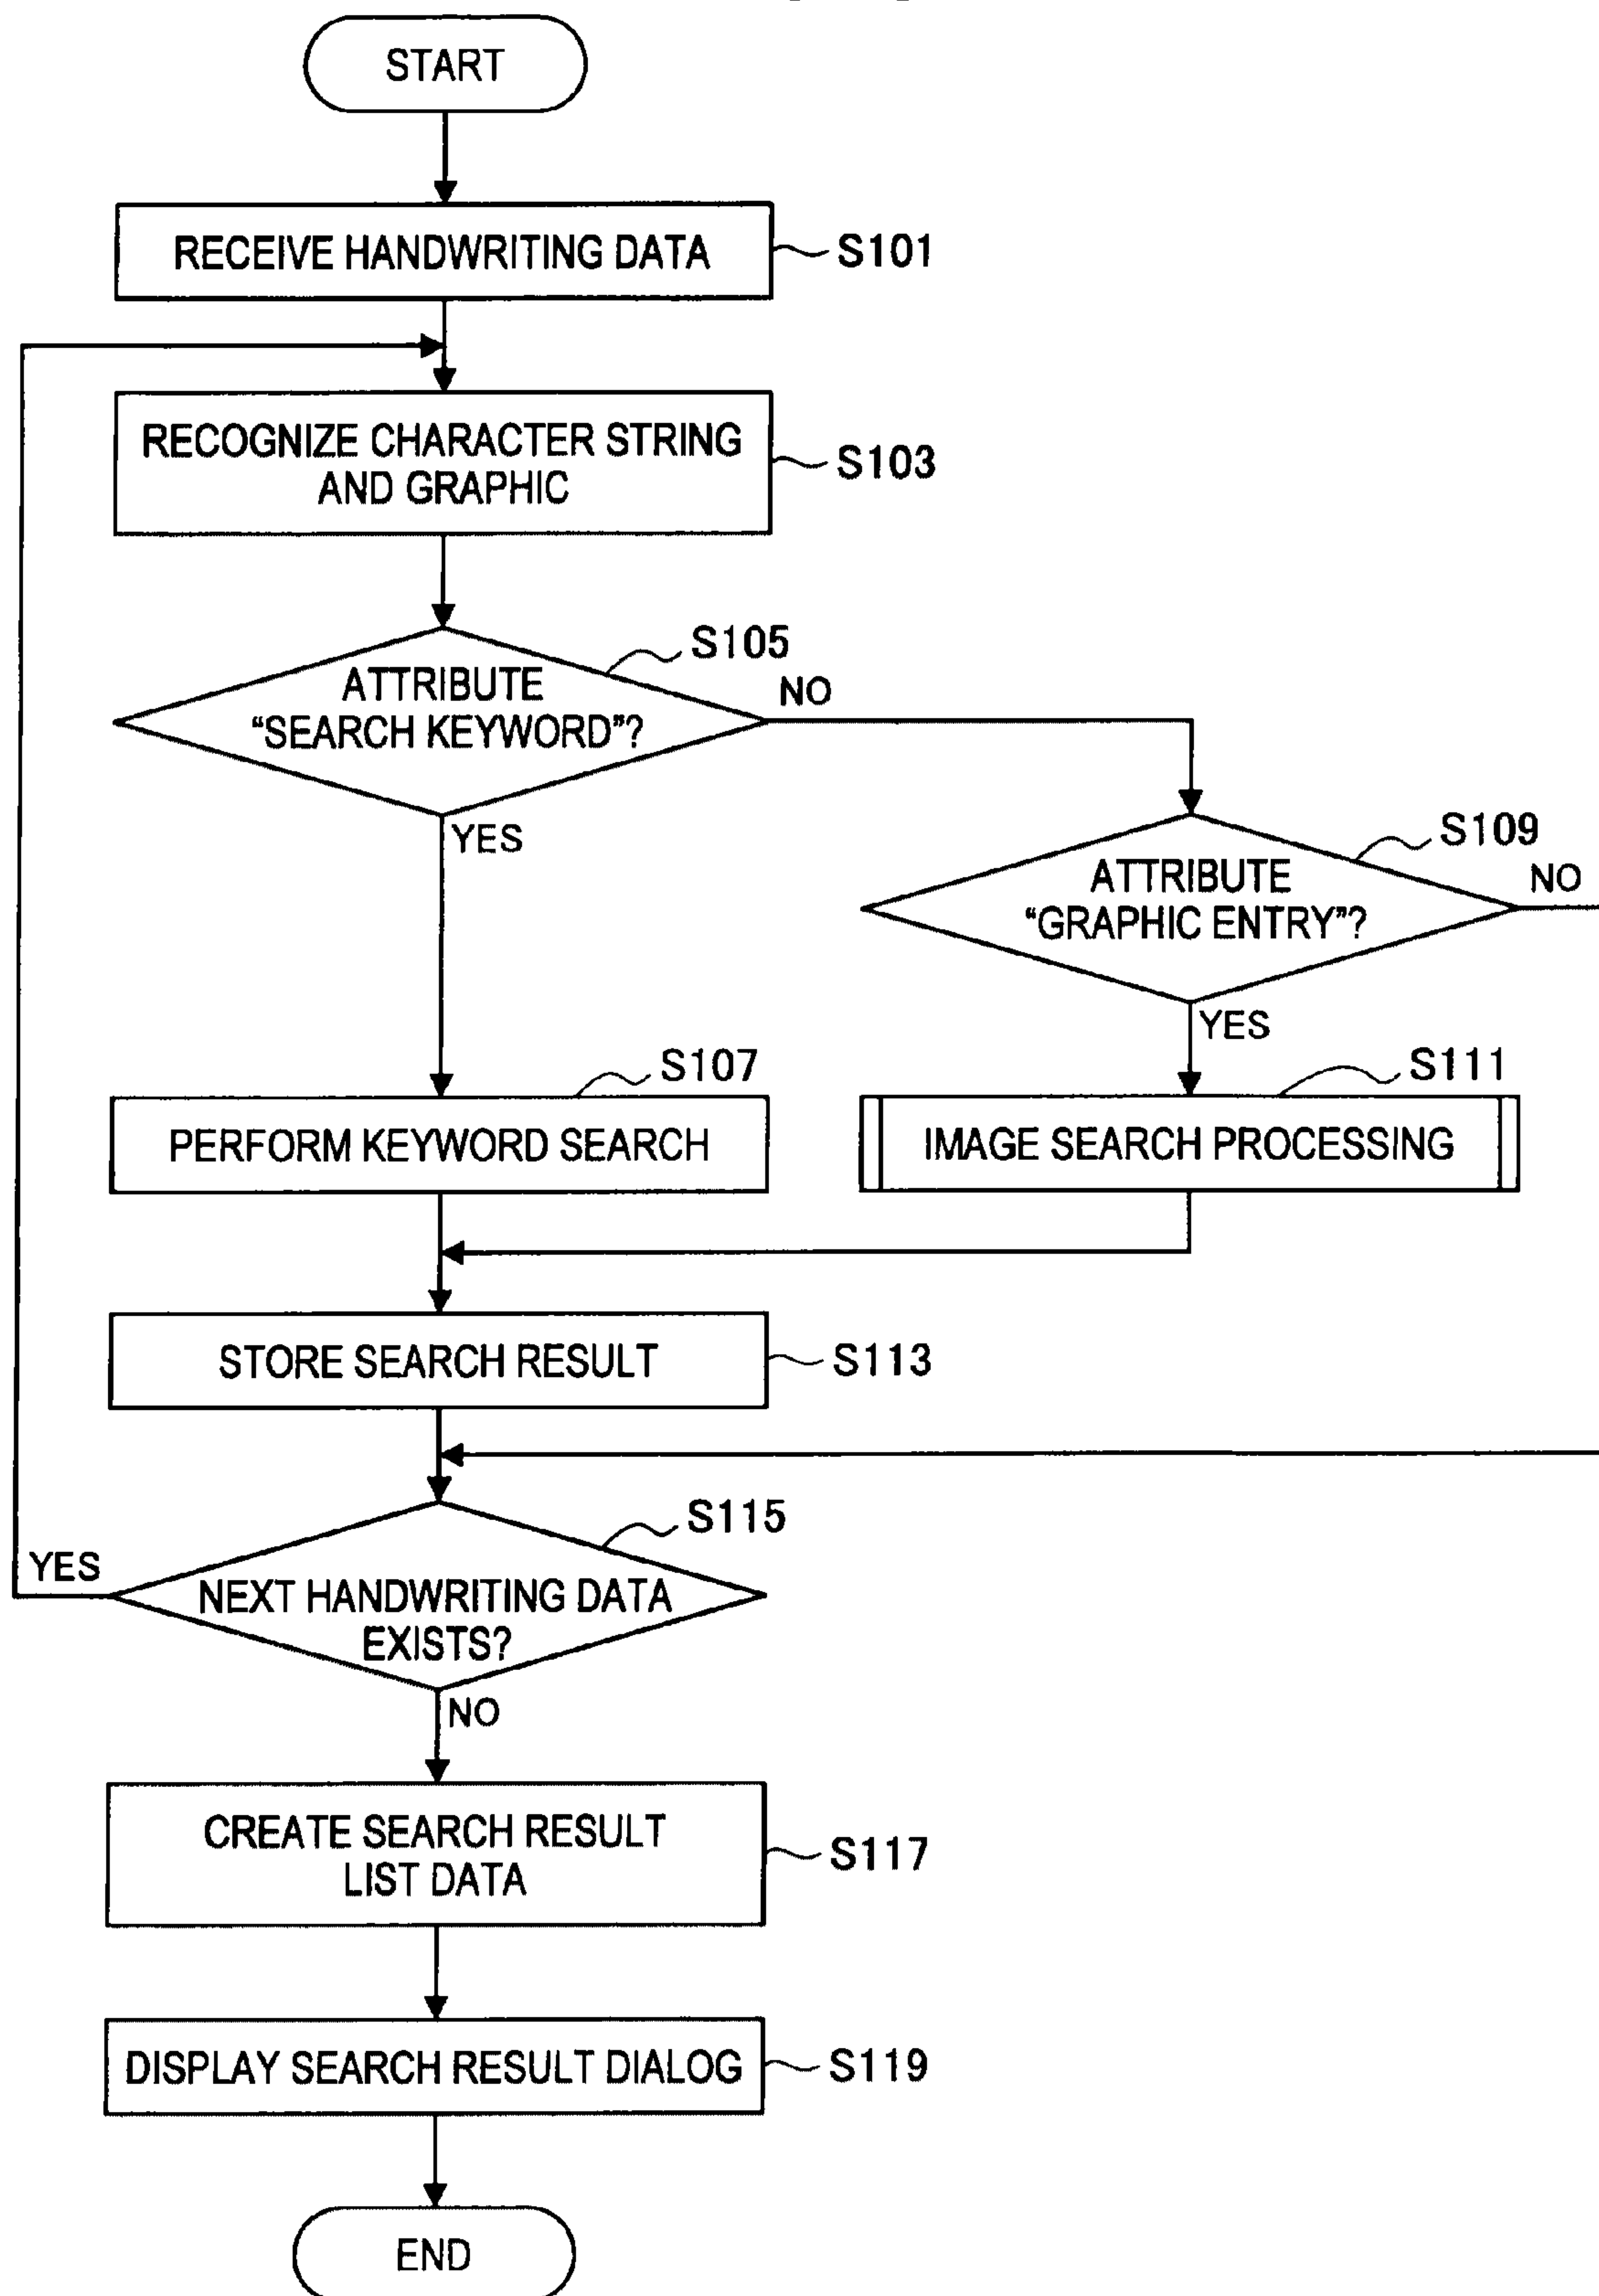 START
RECEIVE HANDWRITING DATA
S101
RECOGNIZE CHARACTER STRING
AND GRAPHIC
S103
S105
ATTRIBUTE
“SEARCH KEYWORD”?
NO
YES
S109
ATTRIBUTE
“GRAPHIC ENTRY”?
NO
YES
S107
PERFORM KEYWORD SEARCH
S111
IMAGE SEARCH PROCESSING
STORE SEARCH RESULT
S113
S115
YES
NEXT HANDWRITING DATA
EXISTS?
NO
CREATE SEARCH RESULT
LIST DATA
S117
DISPLAY SEARCH RESULT DIALOG
S119
END